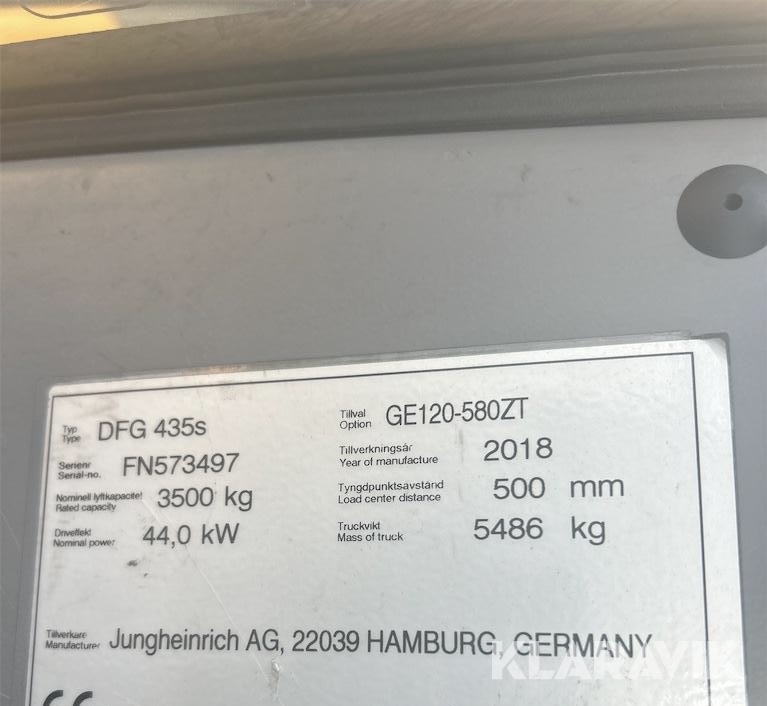 Typ
Type DFG 435s
Tillval
Option GE120-580ZT
Serienr
Serial-no. FN573497
Tillverkningsår
Year of manufacture 2018
Nominell lyftkapacitet
Rated capacity 3500 kg
Tyngdpunktsavstånd
Load center distance 500 mm
Driveffekt
Nominal power 44,0 kW
Truckvikt
Mass of truck 5486 kg
Tillverkare
Manufacturer Jungheinrich AG, 22039 HAMBURG, GERMANY
KLARAVIK
CE